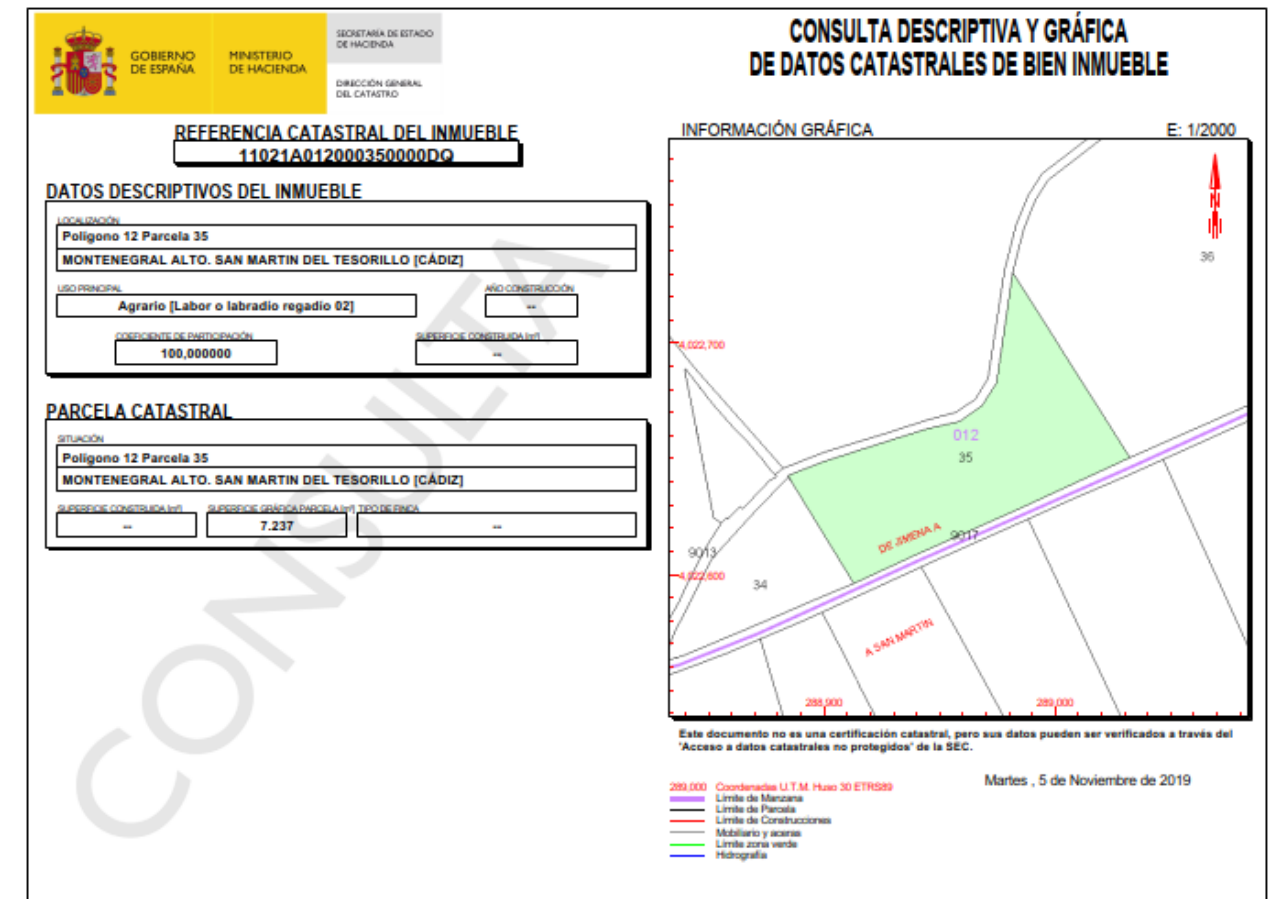 GOBIERNO
DE ESPAÑA
MINISTERIO
DE HACIENDA
SECRETARÍA DE ESTADO
DE HACIENDA
DIRECCIÓN GENERAL
DEL CATASTRO
CONSULTA DESCRIPTIVA Y GRÁFICA
DE DATOS CATASTRALES DE BIEN INMUEBLE
REFERENCIA CATASTRAL DEL INMUEBLE
11021A012000350000DQ
DATOS DESCRIPTIVOS DEL INMUEBLE
LOCALIZACIÓN
Polígono 12 Parcela 35
MONTENEGRAL ALTO. SAN MARTIN DEL TESORILLO [CÁDIZ]
USO PRINCIPAL
AÑO CONSTRUCCIÓN
Agrario [Labor o labradío regadío 02]
--
COEFICIENTE DE PARTICIPACIÓN
SUPERFICIE CONSTRUIDA [m²]
100,000000
--
PARCELA CATASTRAL
SITUACIÓN
Polígono 12 Parcela 35
MONTENEGRAL ALTO. SAN MARTIN DEL TESORILLO [CÁDIZ]
SUPERFICIE CONSTRUIDA [m²]
SUPERFICIE GRÁFICA PARCELA [m²]
TIPO DE FINCA
--
7.237
--
CONSULTA
INFORMACIÓN GRÁFICA
E: 1/2000
N
36
4,022,700
012
35
DE JIMENA A
9017
9013
4,022,600
34
A SAN MARTIN
288,900
289,000
Este documento no es una certificación catastral, pero sus datos pueden ser verificados a través del
"Acceso a datos catastrales no protegidos" de la SEC.
Martes , 5 de Noviembre de 2019
289,000 Coordenadas U.T.M. Huso 30 ETRS89
Límite de Manzana
Límite de Parcela
Límite de Construcciones
Mobiliario y aceras
Límite zona verde
Hidrografía